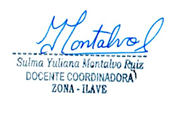 Montalvo
Sulma Yuliana Montalvo Ruiz
DOCENTE COORDINADORA
ZONA - ILAVE